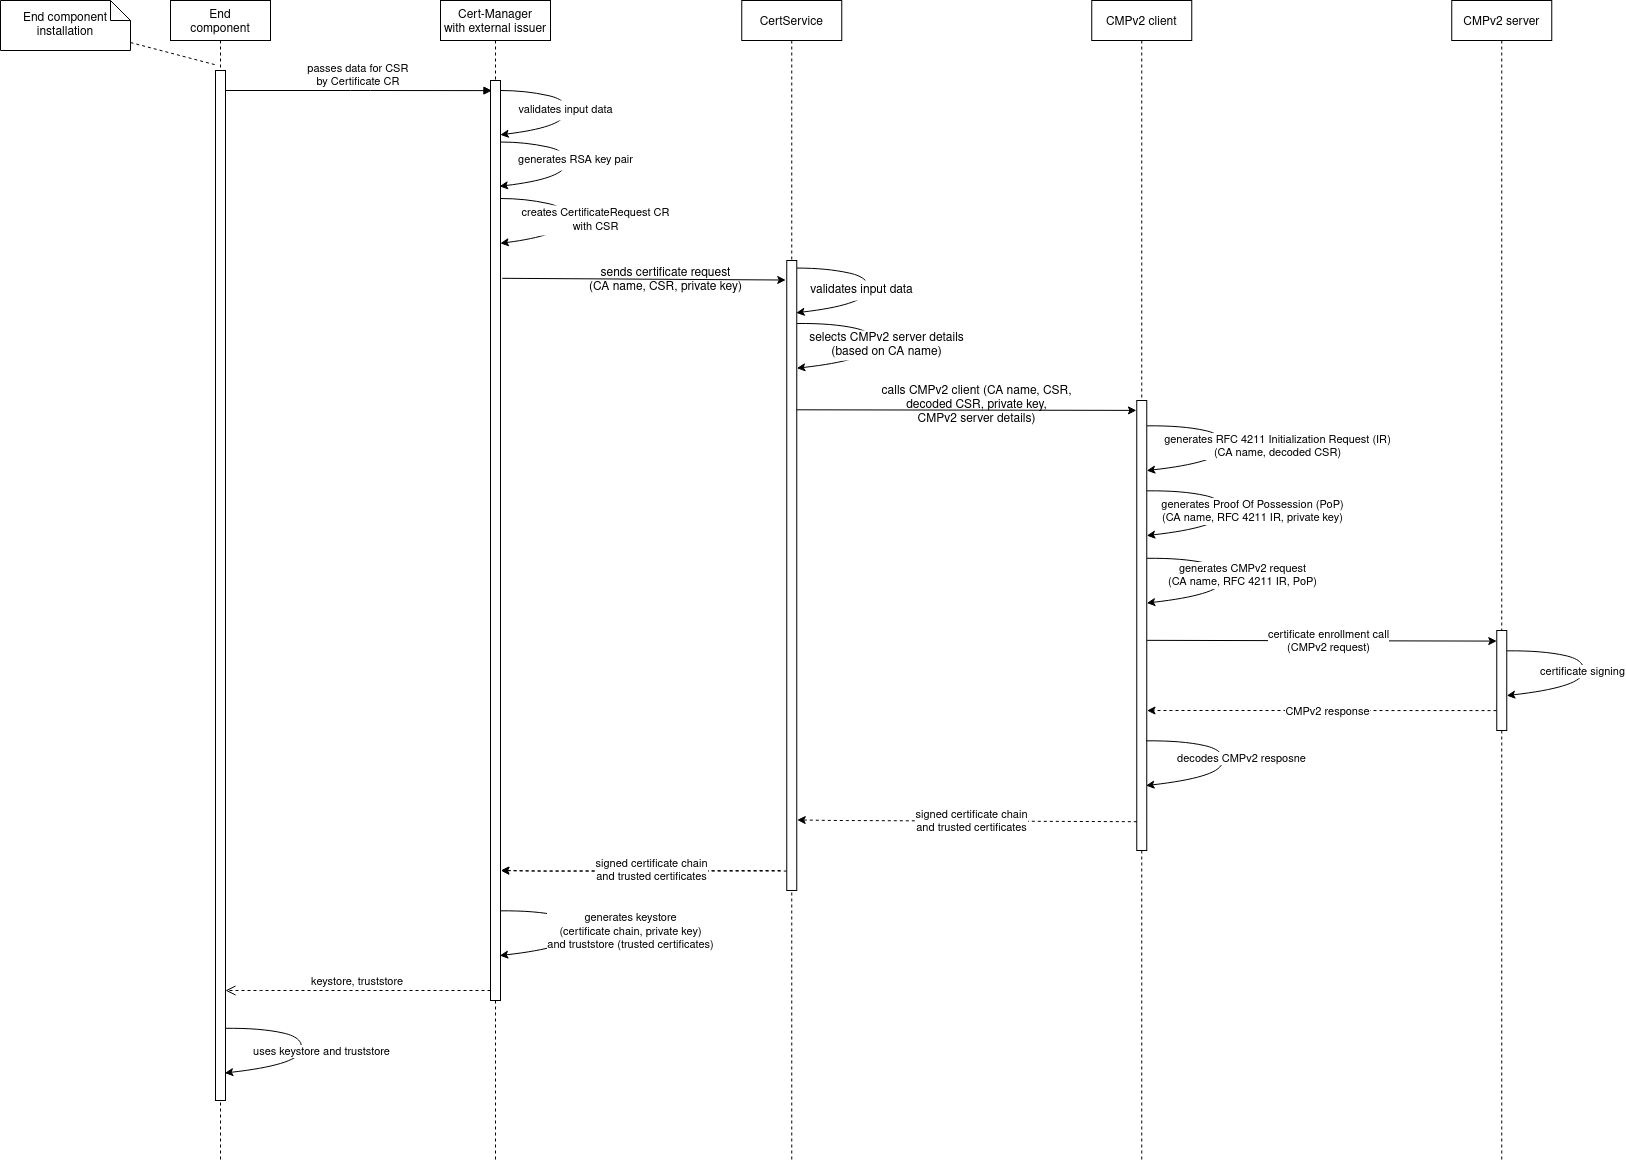 End component
installation
End
component
Cert-Manager
with external issuer
CertService
CMPv2 client
CMPv2 server
passes data for CSR
by Certificate CR
validates input data
generates RSA key pair
creates CertificateRequest CR
with CSR
sends certificate request
(CA name, CSR, private key)
validates input data
selects CMPv2 server details
(based on CA name)
calls CMPv2 client (CA name, CSR,
decoded CSR, private key,
CMPv2 server details)
generates RFC 4211 Initialization Request (IR)
(CA name, decoded CSR)
generates Proof Of Possession (PoP)
(CA name, RFC 4211 IR, private key)
generates CMPv2 request
(CA name, RFC 4211 IR, PoP)
certificate enrollment call
(CMPv2 request)
certificate signing
CMPv2 response
decodes CMPv2 resposne
signed certificate chain
and trusted certificates
signed certificate chain
and trusted certificates
generates keystore
(certificate chain, private key)
and truststore (trusted certificates)
keystore, truststore
uses keystore and truststore